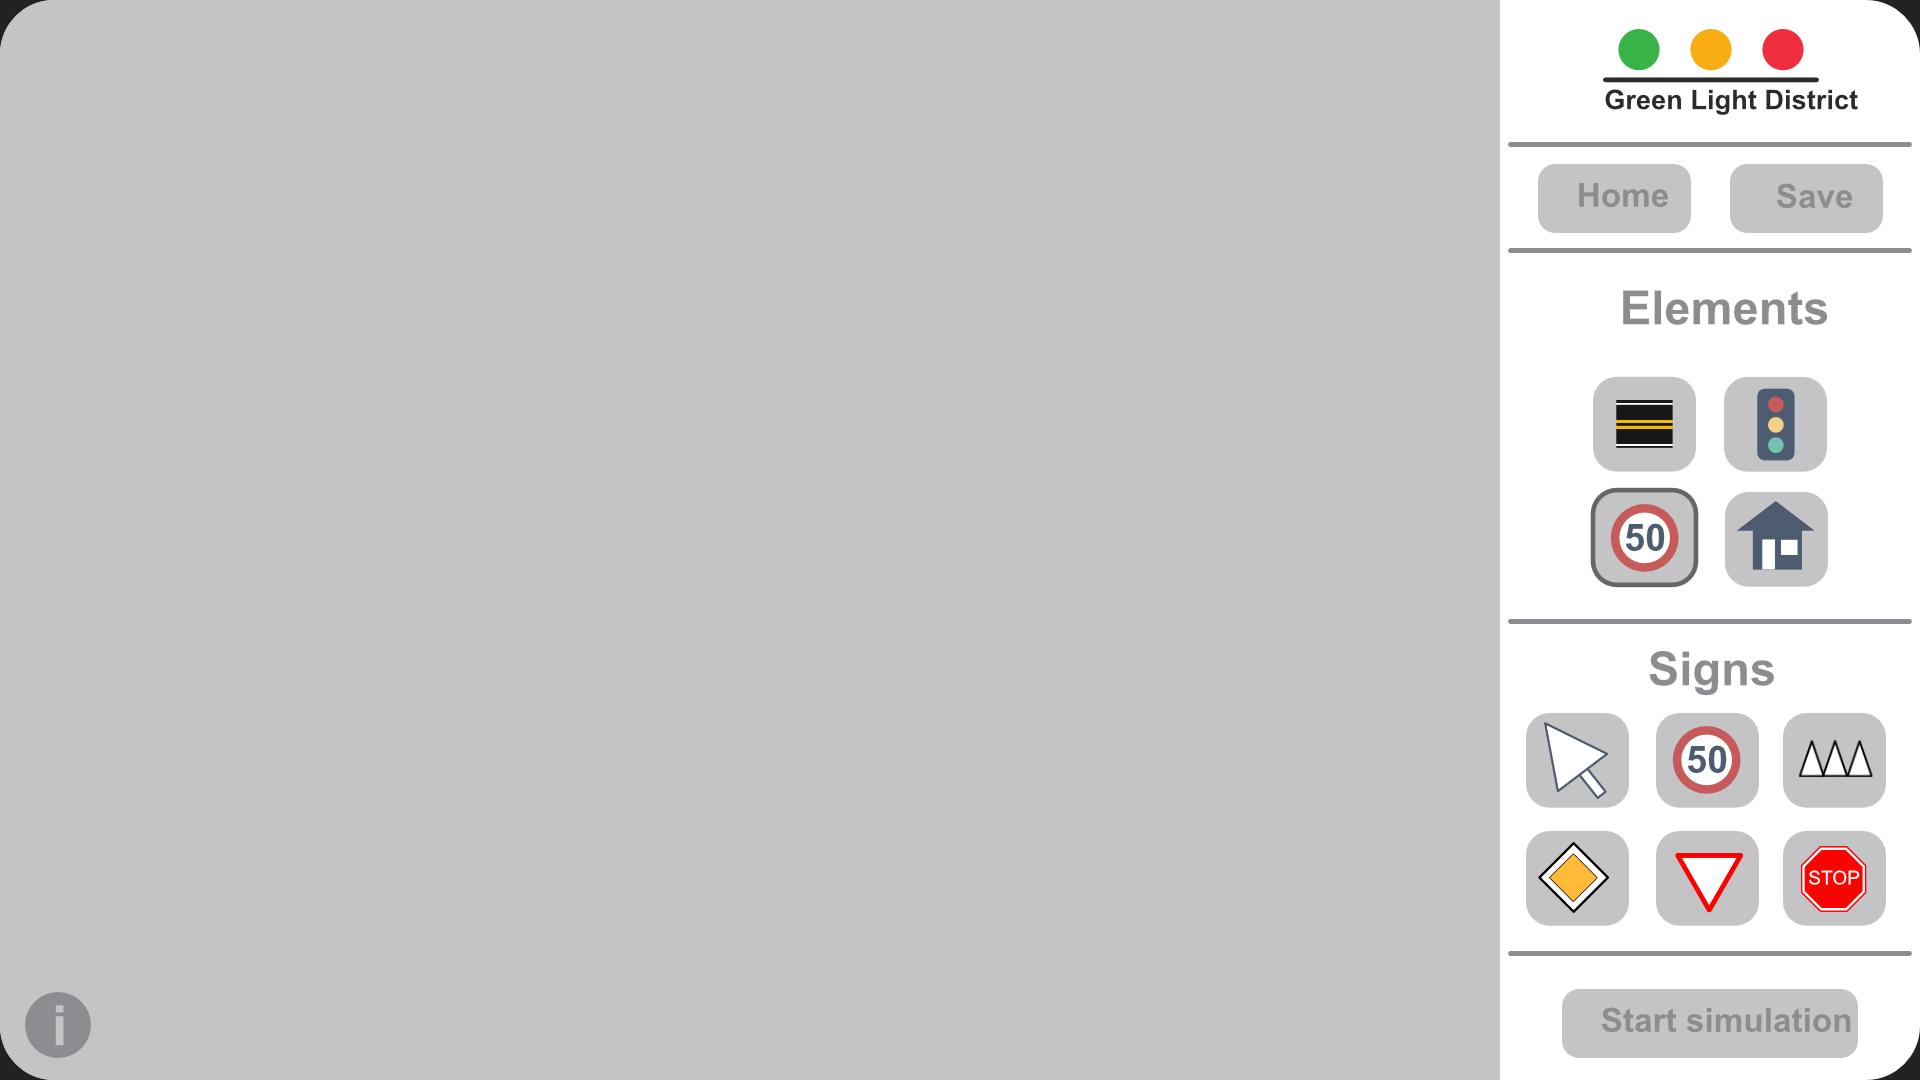 Green Light District
Home
Save
Elements
50
Signs
50
STOP
i
Start simulation